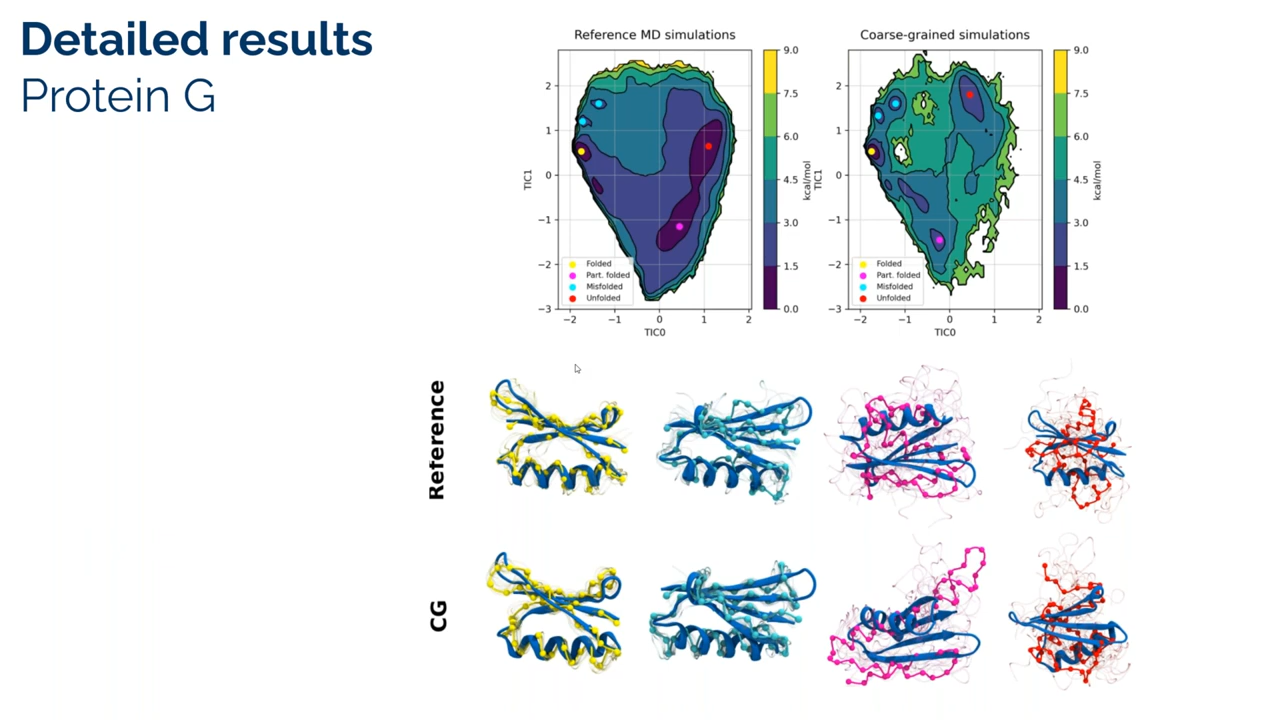 Detailed results
Protein G
Reference MD simulations
TIC1
2
1
0
−1
−2
−3
Folded
Part. folded
Misfolded
Unfolded
−2 −1 0 1 2
TIC0
9.0
7.5
6.0
4.5
3.0
1.5
0.0
kcal/mol
Coarse-grained simulations
TIC1
2
1
0
−1
−2
−3
Folded
Part. folded
Misfolded
Unfolded
−2 −1 0 1 2
TIC0
9.0
7.5
6.0
4.5
3.0
1.5
0.0
kcal/mol
Reference
CG